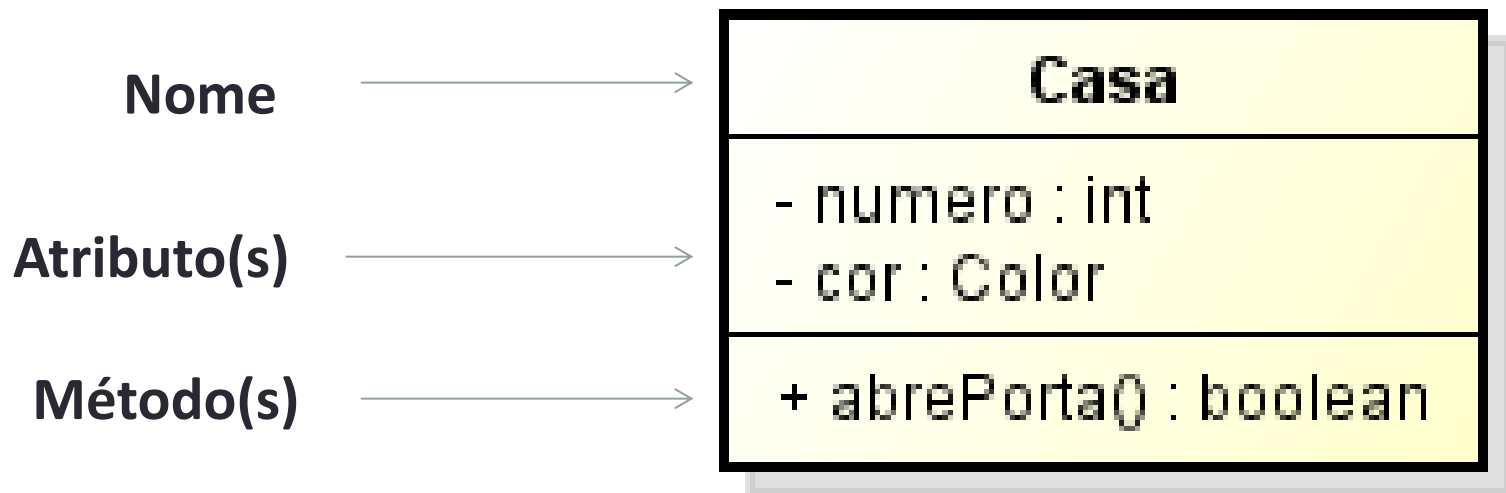 Nome
Casa
Atributo(s)
- numero : int
- cor : Color
Método(s)
+ abrePorta() : boolean